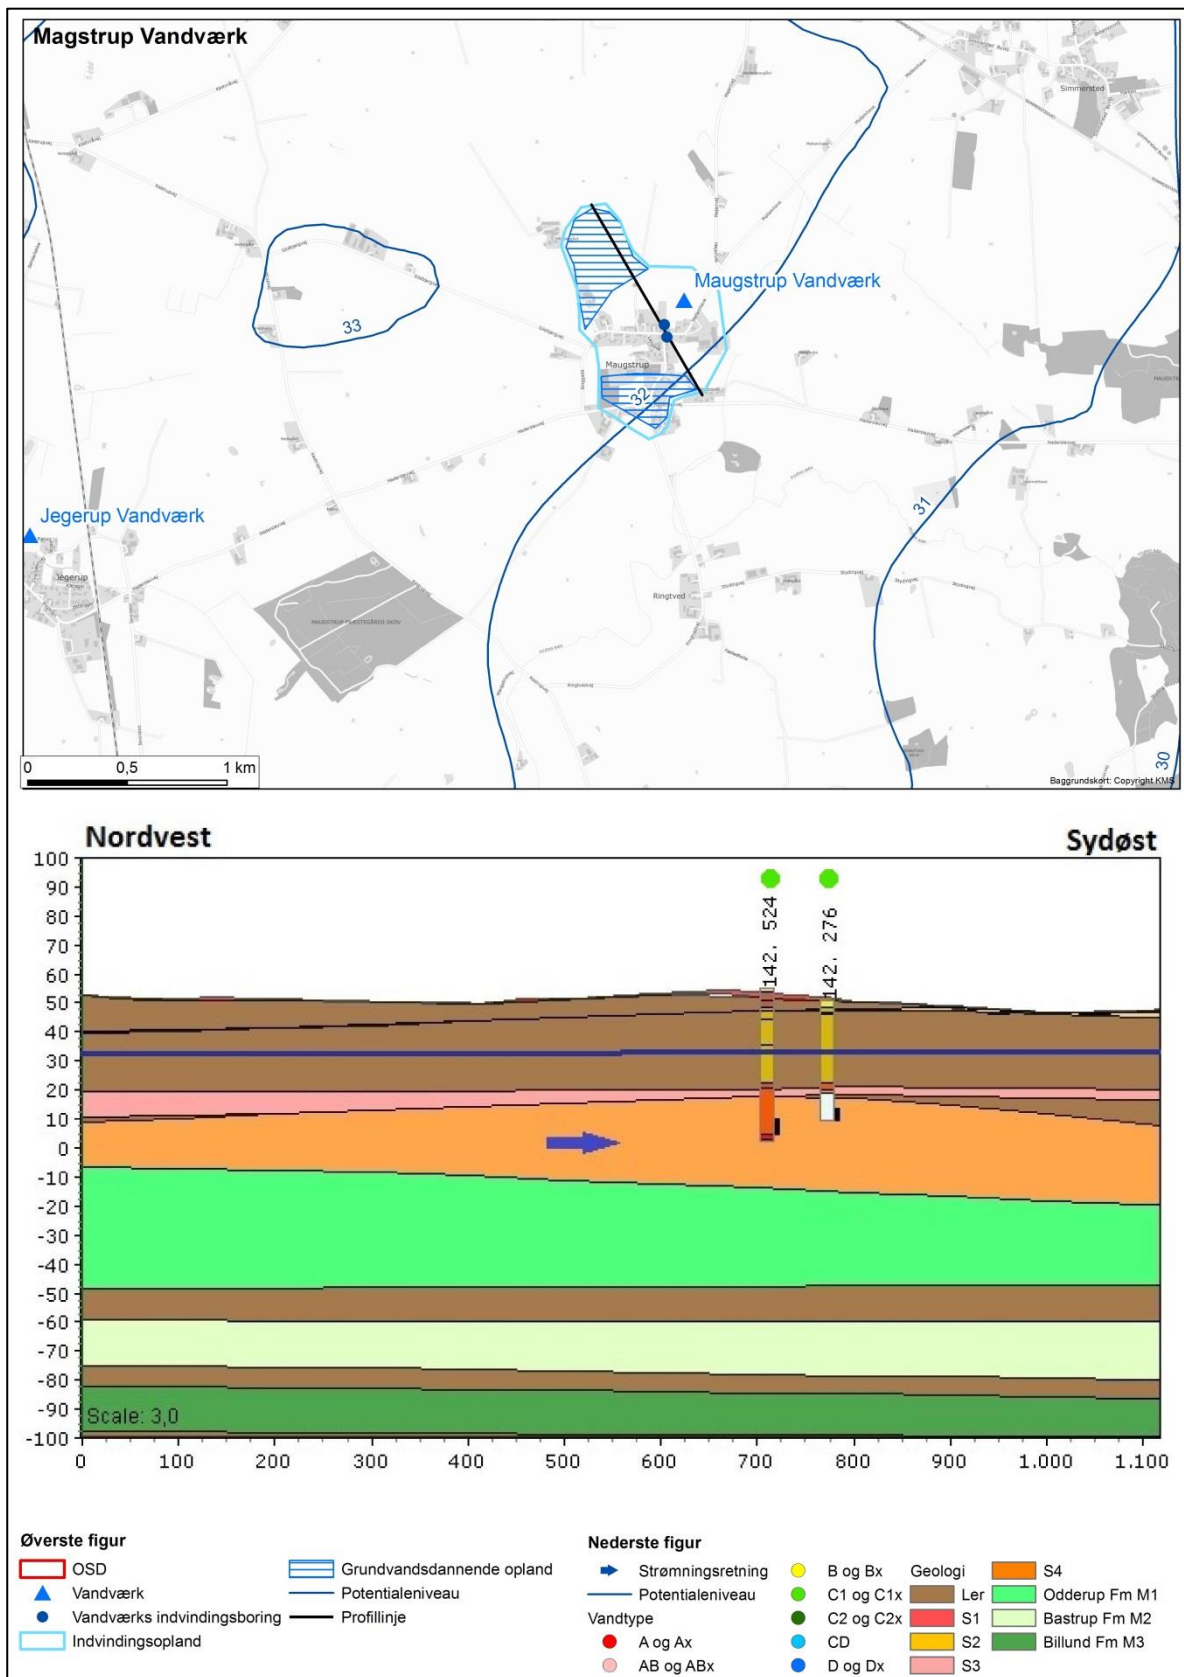 Magstrup Vandværk
Simmersted
33
Maugstrup Vandværk
Maugstrup
32
31
Jegerup Vandværk
Jegerup
MAUGSTRUP PRÆSTEGÅRDS SKOV
Ringtved
30
0 0,5 1 km
Baggrundskort: Copyright KMS
Nordvest
Sydøst
142. 524
142. 276
100
90
80
70
60
50
40
30
20
10
0
-10
-20
-30
-40
-50
-60
-70
-80
-90
-100
Scale: 3,0
0 100 200 300 400 500 600 700 800 900 1.000 1.100
Øverste figur
OSD
Vandværk
Vandværks indvindingsboring
Indvindingsopland
Grundvandsdannende opland
Potentialeniveau
Profillinje
Nederste figur
Strømningsretning
Potentialeniveau
Vandtype
A og Ax
AB og ABx
B og Bx
C1 og C1x
C2 og C2x
CD
D og Dx
Geologi
Ler
S1
S2
S3
S4
Odderup Fm M1
Bastrup Fm M2
Billund Fm M3